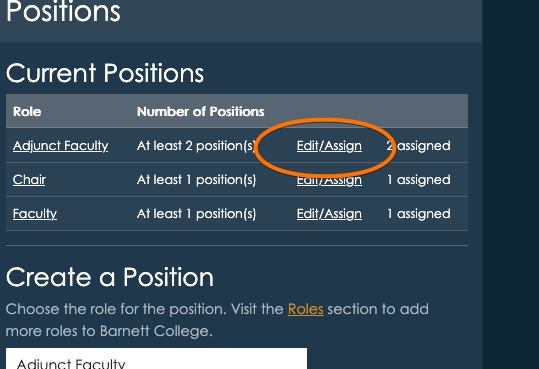 Positions
Current Positions
Role Number of Positions
Adjunct Faculty At least 2 position(s) Edit/Assign 2 assigned
Chair At least 1 position(s) Edit/Assign 1 assigned
Faculty At least 1 position(s) Edit/Assign 1 assigned
Create a Position
Choose the role for the position. Visit the Roles section to add
more roles to Barnett College.
Adjunct Faculty